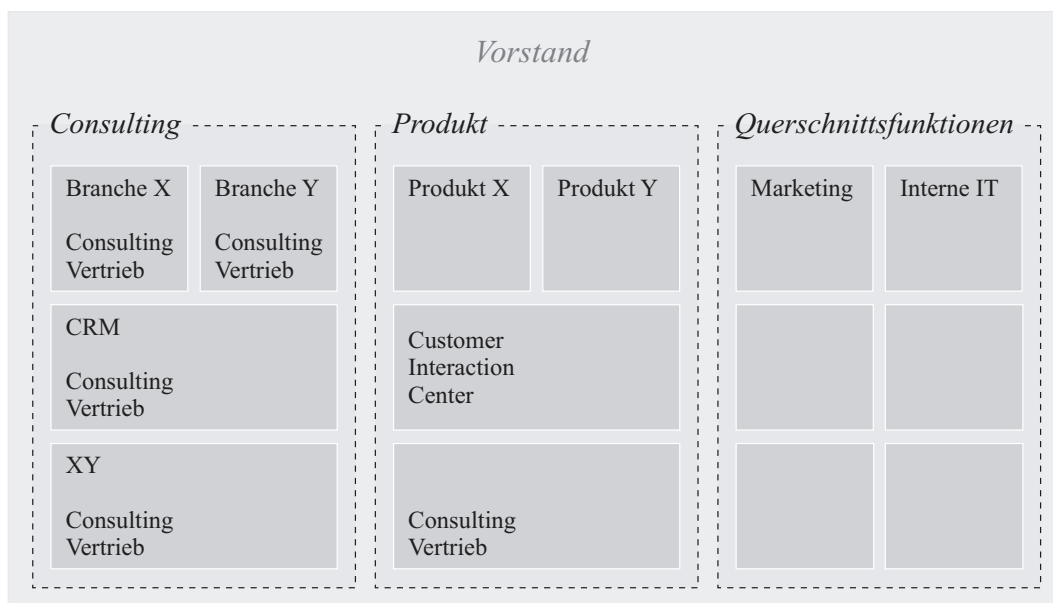 Vorstand
Consulting
Branche X
Consulting
Vertrieb
Branche Y
Consulting
Vertrieb
CRM
Consulting
Vertrieb
XY
Consulting
Vertrieb
Produkt
Produkt X
Produkt Y
Customer
Interaction
Center
Consulting
Vertrieb
Querschnittsfunktionen
Marketing
Interne IT